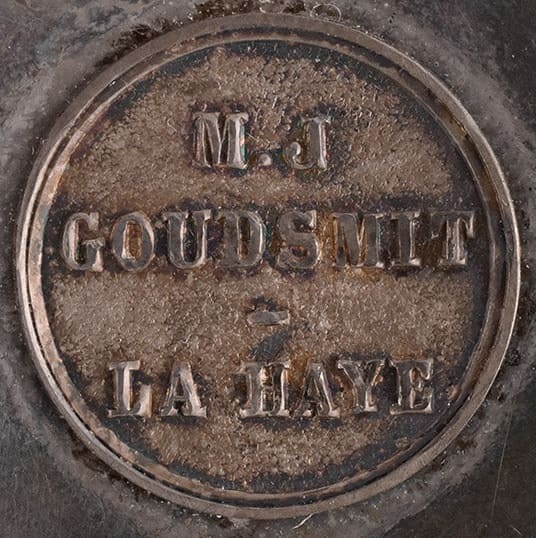 M. J
GOUDSMIT
-
LA HAYE